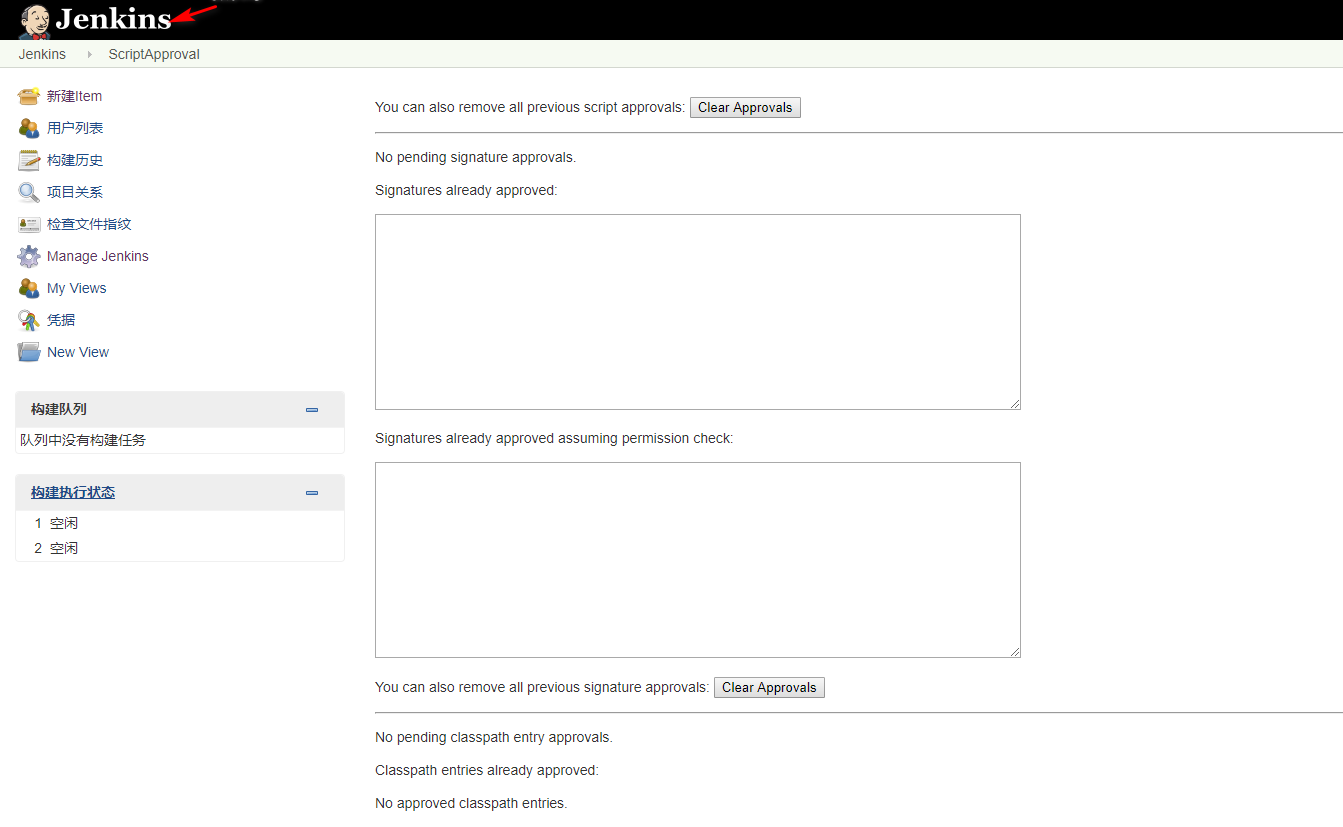 Jenkins
Jenkins ScriptApproval
新建Item
用户列表
构建历史
项目关系
检查文件指纹
Manage Jenkins
My Views
凭据
New View
构建队列
队列中没有构建任务
构建执行状态
1 空闲
2 空闲
You can also remove all previous script approvals: Clear Approvals
No pending signature approvals.
Signatures already approved:
Signatures already approved assuming permission check:
You can also remove all previous signature approvals: Clear Approvals
No pending classpath entry approvals.
Classpath entries already approved:
No approved classpath entries.